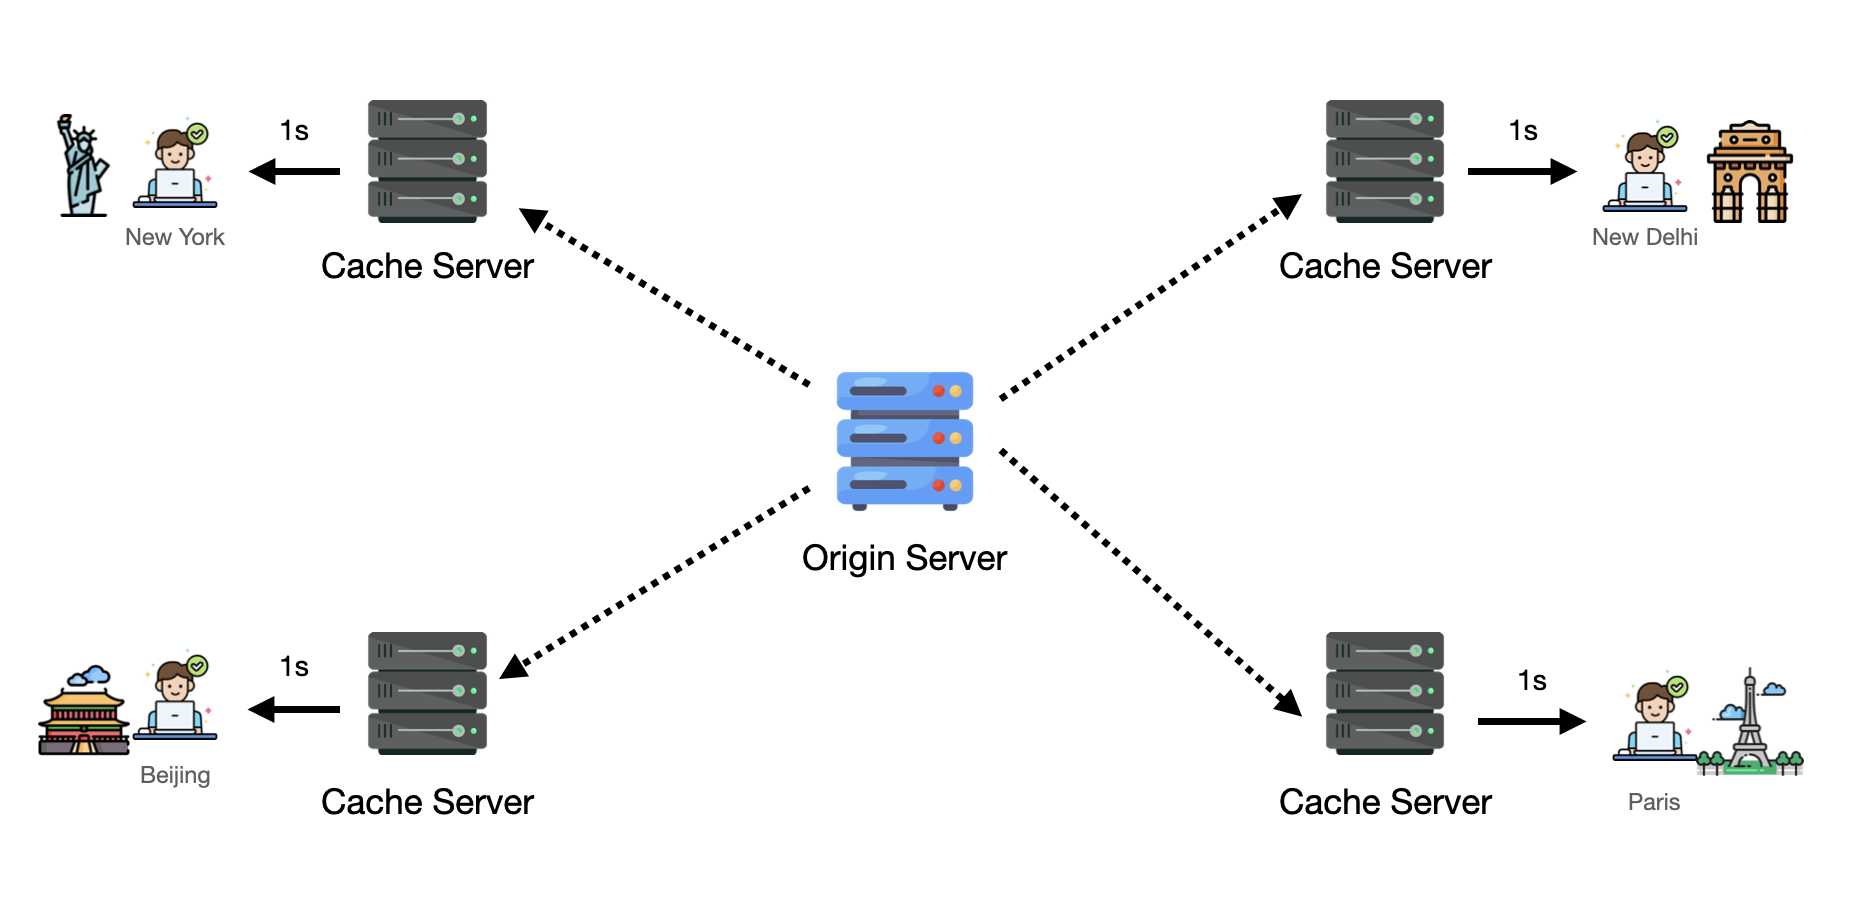 1s
New York
Cache Server
1s
New Delhi
Cache Server
Origin Server
1s
Beijing
Cache Server
1s
Paris
Cache Server